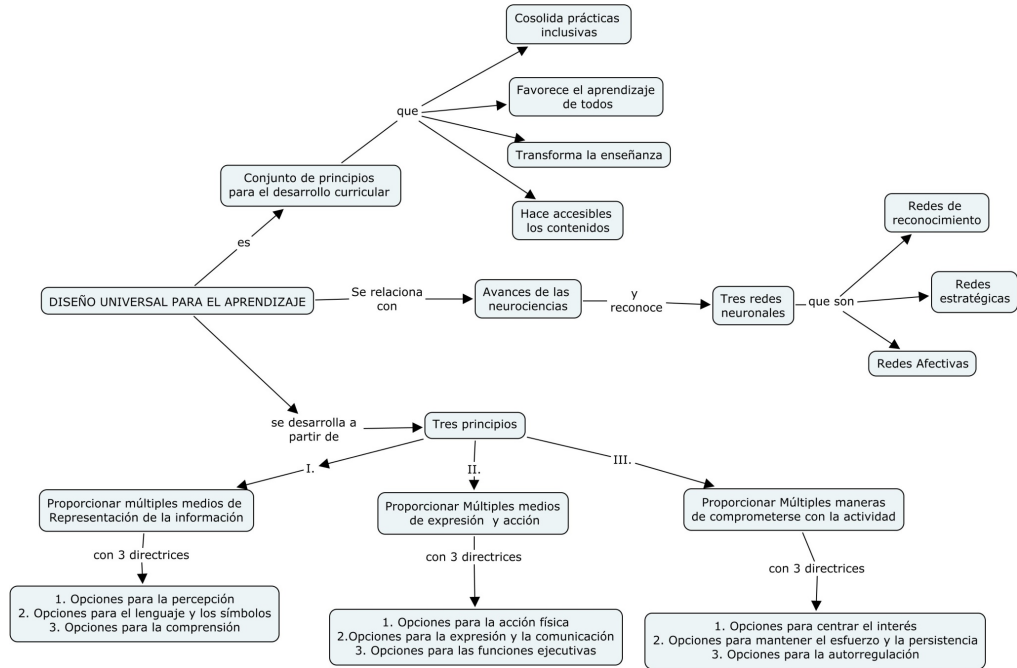 Cosolida prácticas
inclusivas
Favorece el aprendizaje
de todos
que
Transforma la enseñanza
Conjunto de principios
para el desarrollo curricular
Hace accesibles
los contenidos
Redes de
reconocimiento
es
DISEÑO UNIVERSAL PARA EL APRENDIZAJE
Se relaciona
con
Avances de las
neurociencias
y
reconoce
Tres redes
neuronales
que son
Redes
estratégicas
Redes Afectivas
se desarrolla a
partir de
Tres principios
I.
II.
III.
Proporcionar múltiples medios de
Representación de la información
Proporcionar Múltiples medios
de expresión y acción
Proporcionar Múltiples maneras
de comprometerse con la actividad
con 3 directrices
con 3 directrices
con 3 directrices
1. Opciones para la percepción
2. Opciones para el lenguaje y los símbolos
3. Opciones para la comprensión
1. Opciones para la acción física
2.Opciones para la expresión y la comunicación
3. Opciones para las funciones ejecutivas
1. Opciones para centrar el interés
2. Opciones para mantener el esfuerzo y la persistencia
3. Opciones para la autorregulación